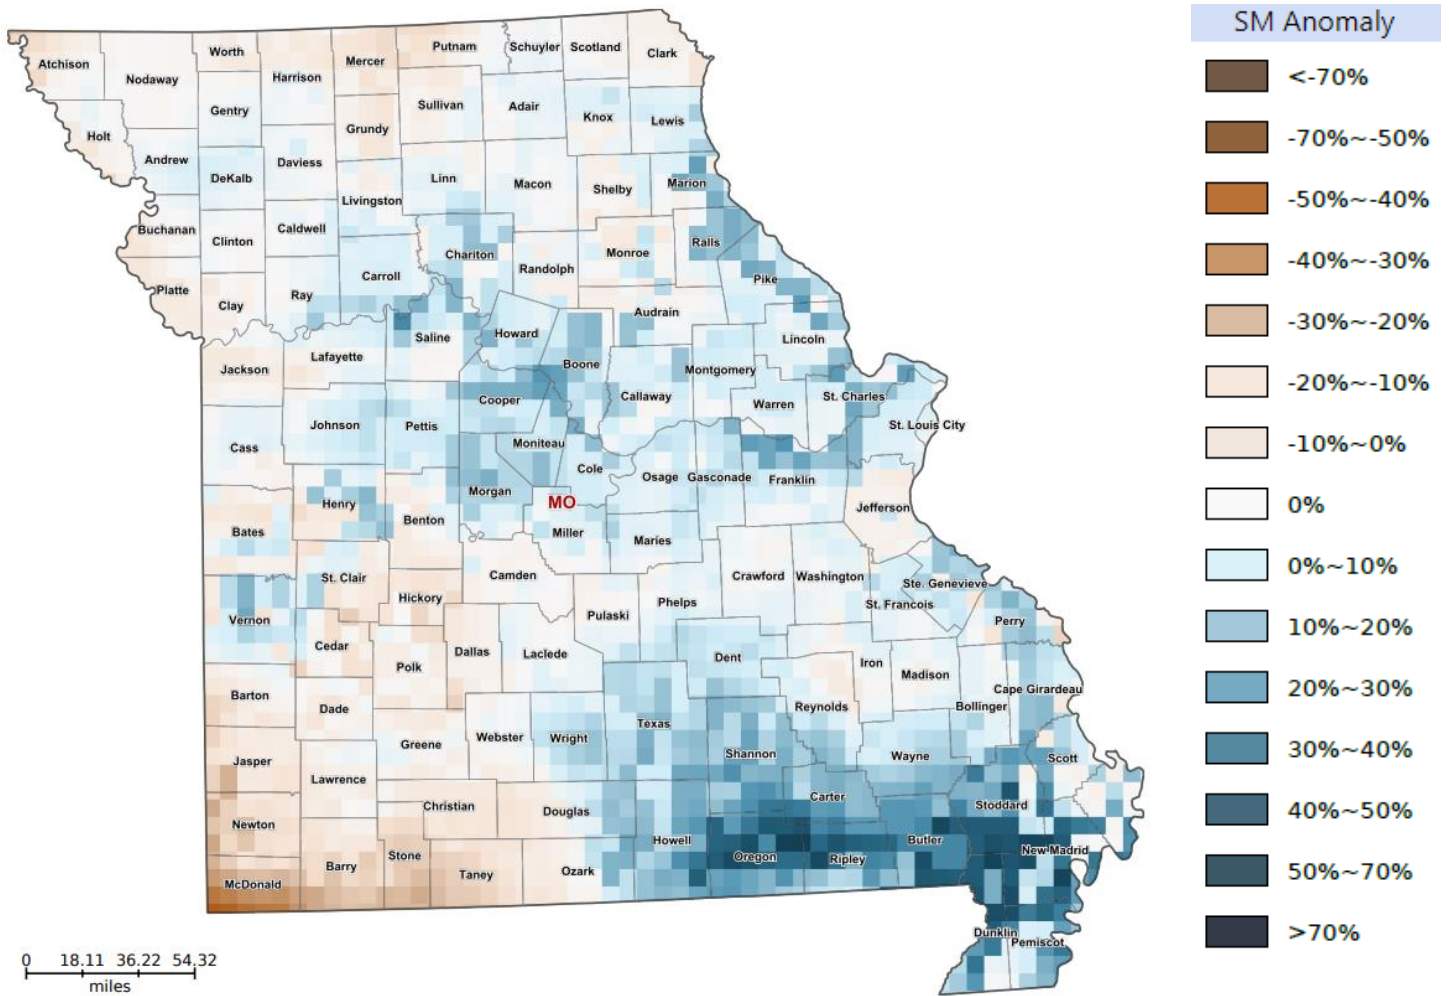 SM Anomaly
<-70%
-70%~-50%
-50%~-40%
-40%~-30%
-30%~-20%
-20%~-10%
-10%~0%
0%
0%~10%
10%~20%
20%~30%
30%~40%
40%~50%
50%~70%
>70%
Atchison
Nodaway
Worth
Harrison
Mercer
Putnam
Schuyler
Scotland
Clark
Holt
Gentry
Grundy
Sullivan
Adair
Knox
Lewis
Andrew
DeKalb
Daviess
Livingston
Linn
Macon
Shelby
Marion
Buchanan
Clinton
Caldwell
Chariton
Randolph
Monroe
Ralls
Platte
Clay
Ray
Carroll
Pike
Audrain
Saline
Howard
Lincoln
Jackson
Lafayette
Boone
Montgomery
Cooper
Callaway
Warren
St. Charles
Cass
Johnson
Pettis
Moniteau
St. Louis City
Cole
Morgan
Osage
Gasconade
Franklin
MO
Henry
Jefferson
Bates
Benton
Miller
Maries
St. Clair
Camden
Crawford
Washington
Ste. Genevieve
Hickory
Vernon
Pulaski
Phelps
St. Francois
Perry
Cedar
Polk
Dallas
Laclede
Dent
Iron
Madison
Cape Girardeau
Barton
Dade
Texas
Reynolds
Bollinger
Greene
Webster
Wright
Shannon
Wayne
Scott
Jasper
Lawrence
Christian
Douglas
Carter
Stoddard
Newton
Howell
Oregon
Ripley
Butler
New Madrid
McDonald
Barry
Stone
Taney
Ozark
Dunklin
Pemiscot
0 18.11 36.22 54.32
miles